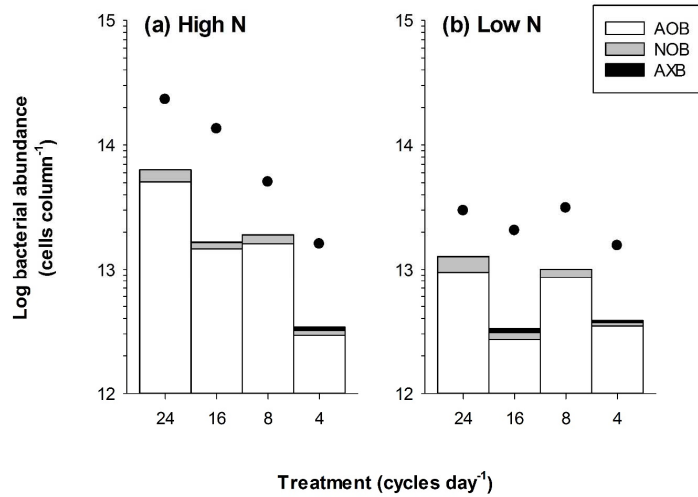 (a) High N
(b) Low N
AOB
NOB
AXB
Log bacterial abundance
(cells column-1)
15
14
13
12
15
14
13
12
24 16 8 4
24 16 8 4
Treatment (cycles day-1)